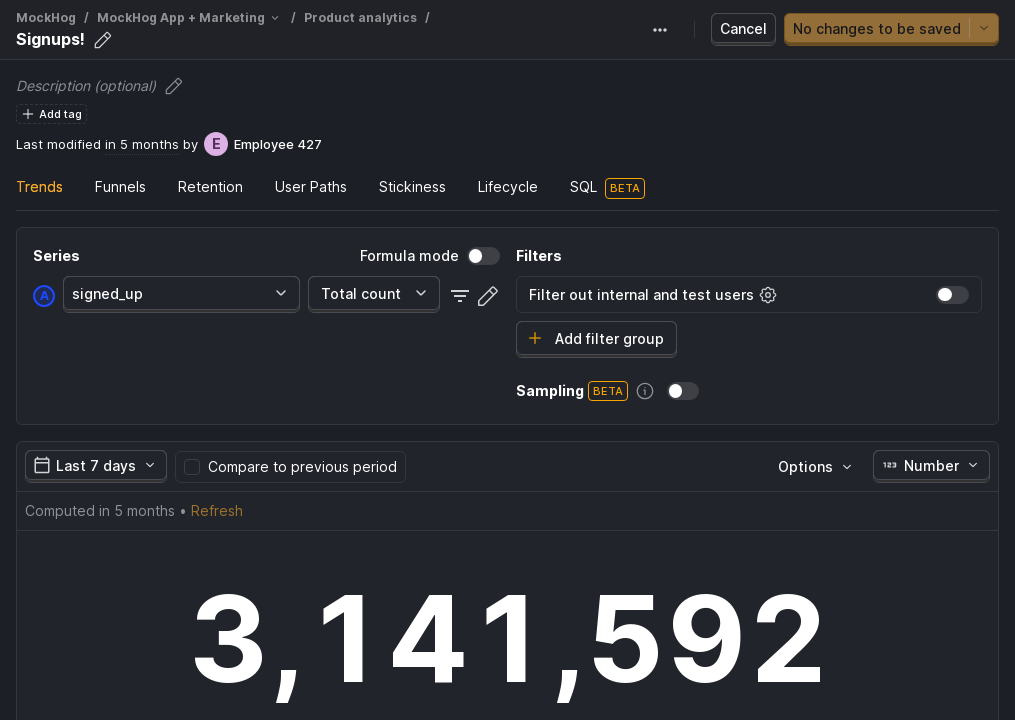 MockHog / MockHog App + Marketing / Product analytics /
Signups!
Cancel
No changes to be saved
Description (optional)
Add tag
Last modified in 5 months by E Employee 427
Trends Funnels Retention User Paths Stickiness Lifecycle SQL BETA
Series Formula mode
A signed_up Total count
Filters
Filter out internal and test users
Add filter group
Sampling BETA
Last 7 days Compare to previous period Options 123 Number
Computed in 5 months • Refresh
3,141,592